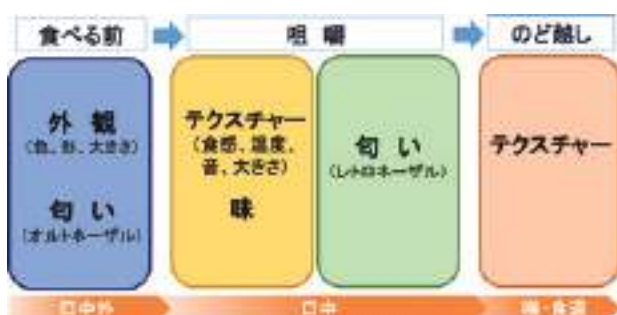 食べる前
咀嚼
のど越し
外観
(色、形、大きさ)
匂い
(オルトネーザル)
テクスチャー
(食感、温度、
音、大きさ)
味
匂い
(レトロネーザル)
テクスチャー
口中外
口中
咽・食道